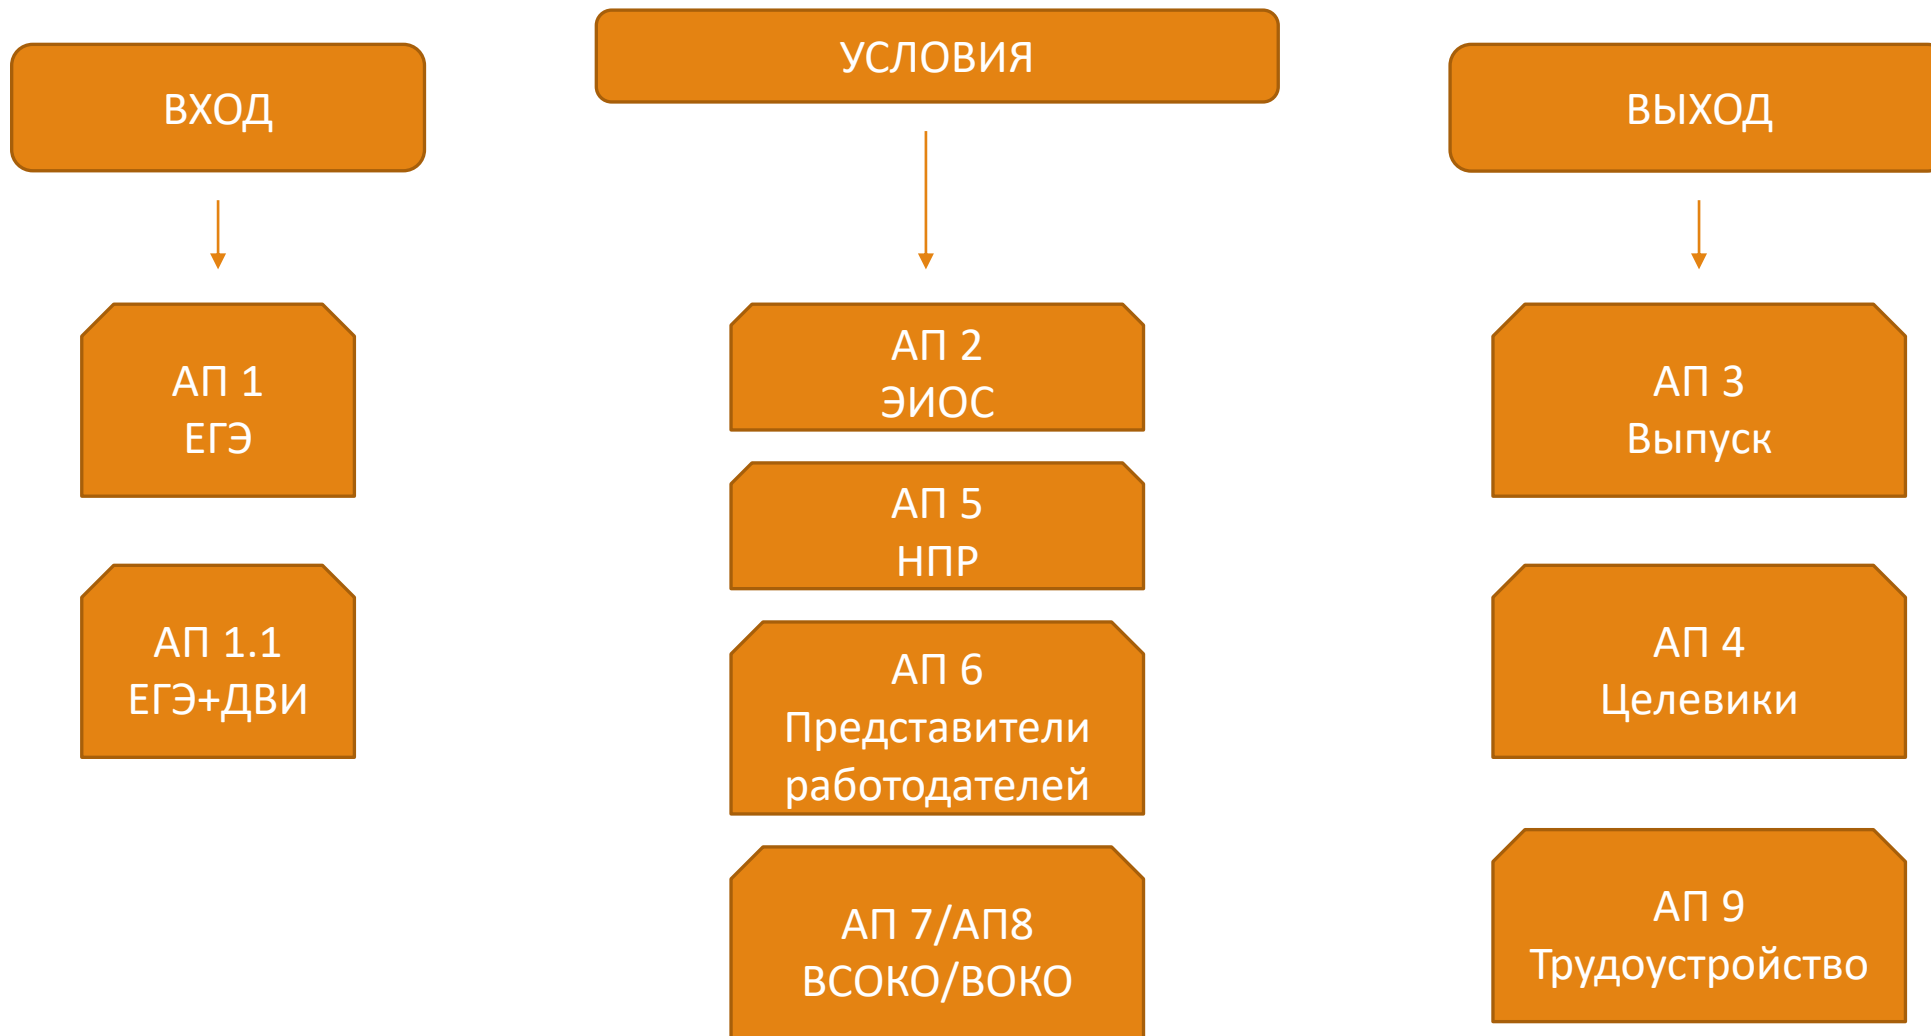 ВХОД
АП 1
ЕГЭ
АП 1.1
ЕГЭ+ДВИ
УСЛОВИЯ
АП 2
ЭИОС
АП 5
НПР
АП 6
Представители
работодателей
АП 7/АП8
ВСОКО/ВОКО
ВЫХОД
АП 3
Выпуск
АП 4
Целевики
АП 9
Трудоустройство